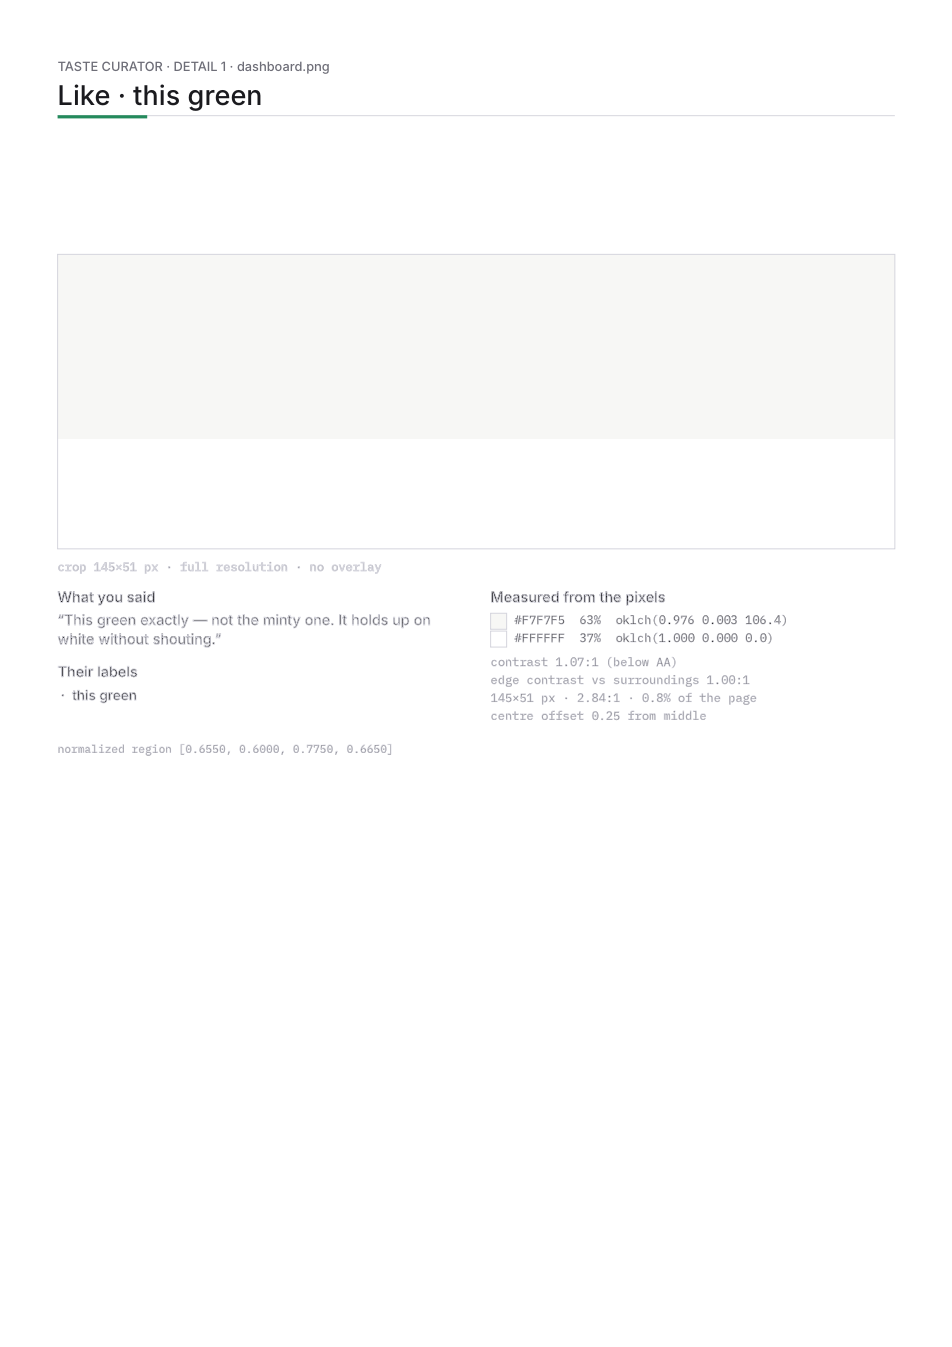 TASTE CURATOR · DETAIL 1 · dashboard.png
Like · this green
crop 145×51 px · full resolution · no overlay
What you said
“This green exactly — not the minty one. It holds up on
white without shouting.”
Their labels
· this green
Measured from the pixels
#F7F7F5 63% oklch(0.976 0.003 106.4)
#FFFFFF 37% oklch(1.000 0.000 0.0)
contrast 1.07:1 (below AA)
edge contrast vs surroundings 1.00:1
145×51 px · 2.84:1 · 0.8% of the page
centre offset 0.25 from middle
normalized region [0.6550, 0.6000, 0.7750, 0.6650]